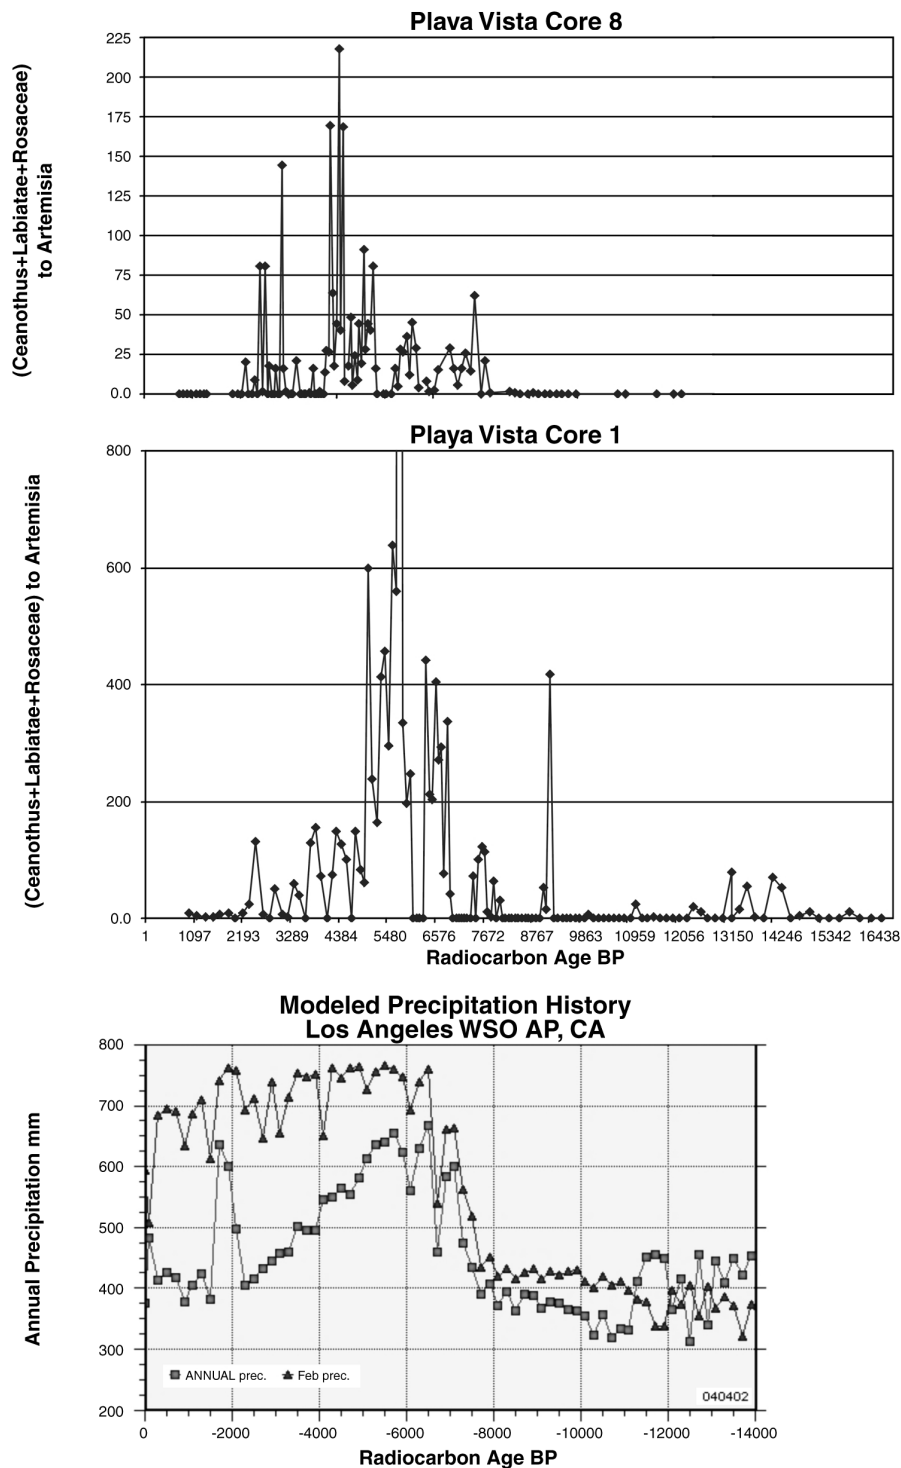 Plava Vista Core 8
(Ceanothus+Labiatae+Rosaceae)
to Artemisia
225
200
175
150
125
100
75
50
25
0.0
Playa Vista Core 1
(Ceanothus+Labiatae+Rosaceae) to Artemisia
800
600
400
200
0.0
1 1097 2193 3289 4384 5480 6576 7672 8767 9863 10959 12056 13150 14246 15342 16438
Radiocarbon Age BP
Modeled Precipitation History
Los Angeles WSO AP, CA
Annual Precipitation mm
800
700
600
500
400
300
200
ANNUAL prec. Feb prec.
040402
0 -2000 -4000 -6000 -8000 -10000 -12000 -14000
Radiocarbon Age BP